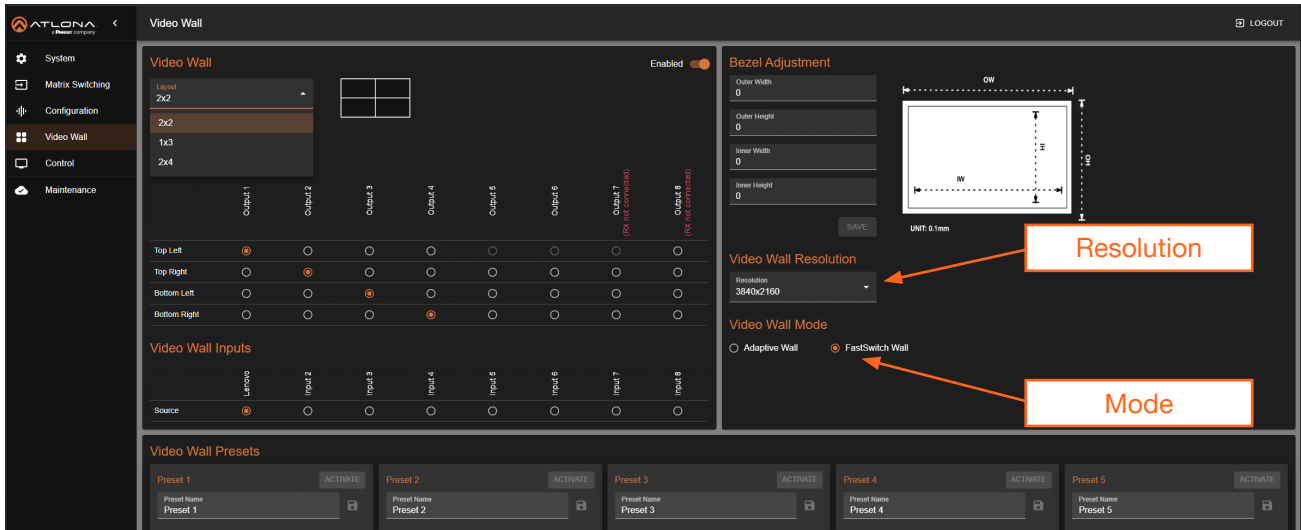 ATLONA
a Panduit company
Video Wall
LOGOUT
System
Matrix Switching
Configuration
Video Wall
Control
Maintenance
Video Wall
Enabled
Layout
2x2
2x2
1x3
2x4
Output 1
Output 2
Output 3
Output 4
Output 5
Output 6
Output 7
(RX not connected)
Output 8
(RX not connected)
Top Left
Top Right
Bottom Left
Bottom Right
Video Wall Inputs
Lenovo
Input 2
Input 3
Input 4
Input 5
Input 6
Input 7
Input 8
Source
Bezel Adjustment
Outer Width
0
Outer Height
0
Inner Width
0
Inner Height
0
SAVE
OW
IH
OH
IW
UNIT: 0.1mm
Video Wall Resolution
Resolution
3840x2160
Resolution
Video Wall Mode
Adaptive Wall
FastSwitch Wall
Mode
Video Wall Presets
Preset 1
ACTIVATE
Preset Name
Preset 1
Preset 2
ACTIVATE
Preset Name
Preset 2
Preset 3
ACTIVATE
Preset Name
Preset 3
Preset 4
ACTIVATE
Preset Name
Preset 4
Preset 5
ACTIVATE
Preset Name
Preset 5